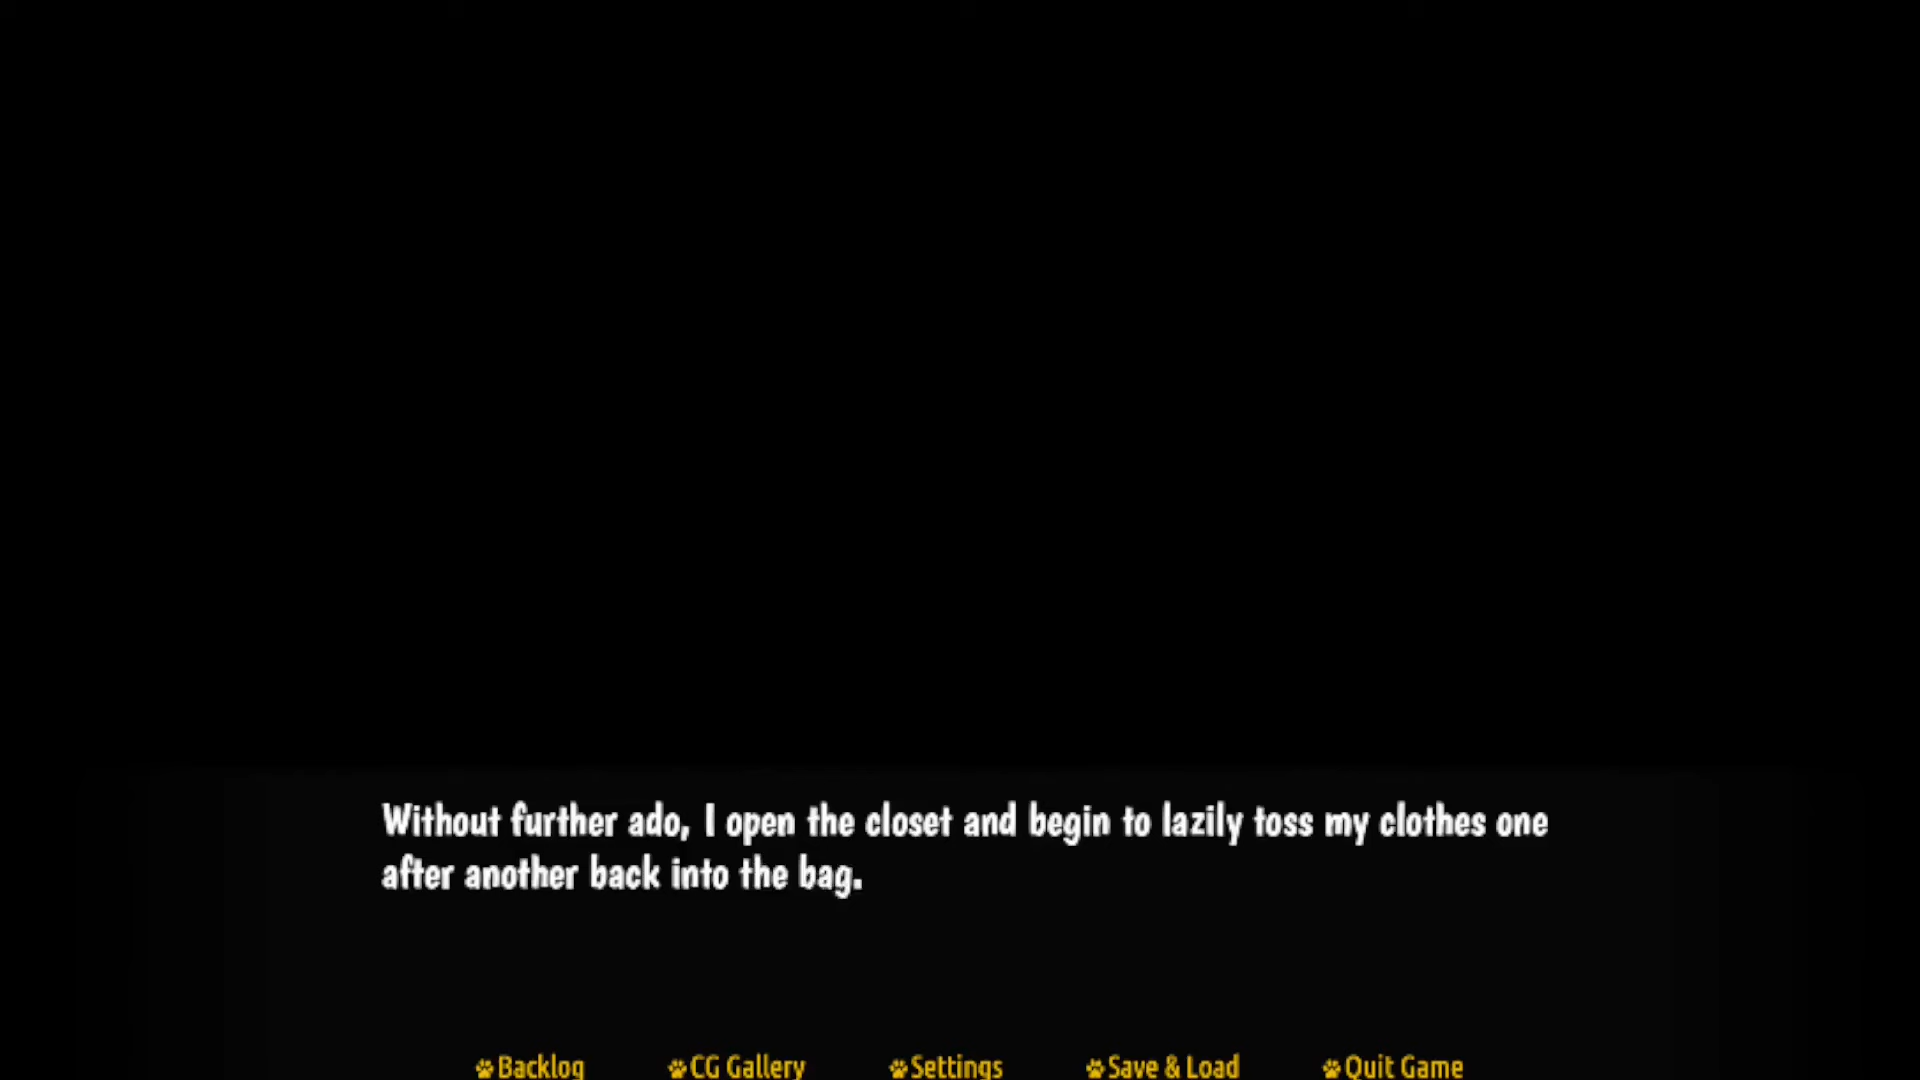 Without further ado, I open the closet and begin to lazily toss my clothes one
after another back into the bag.
Backlog CG Gallery Settings Save & Load Quit Game